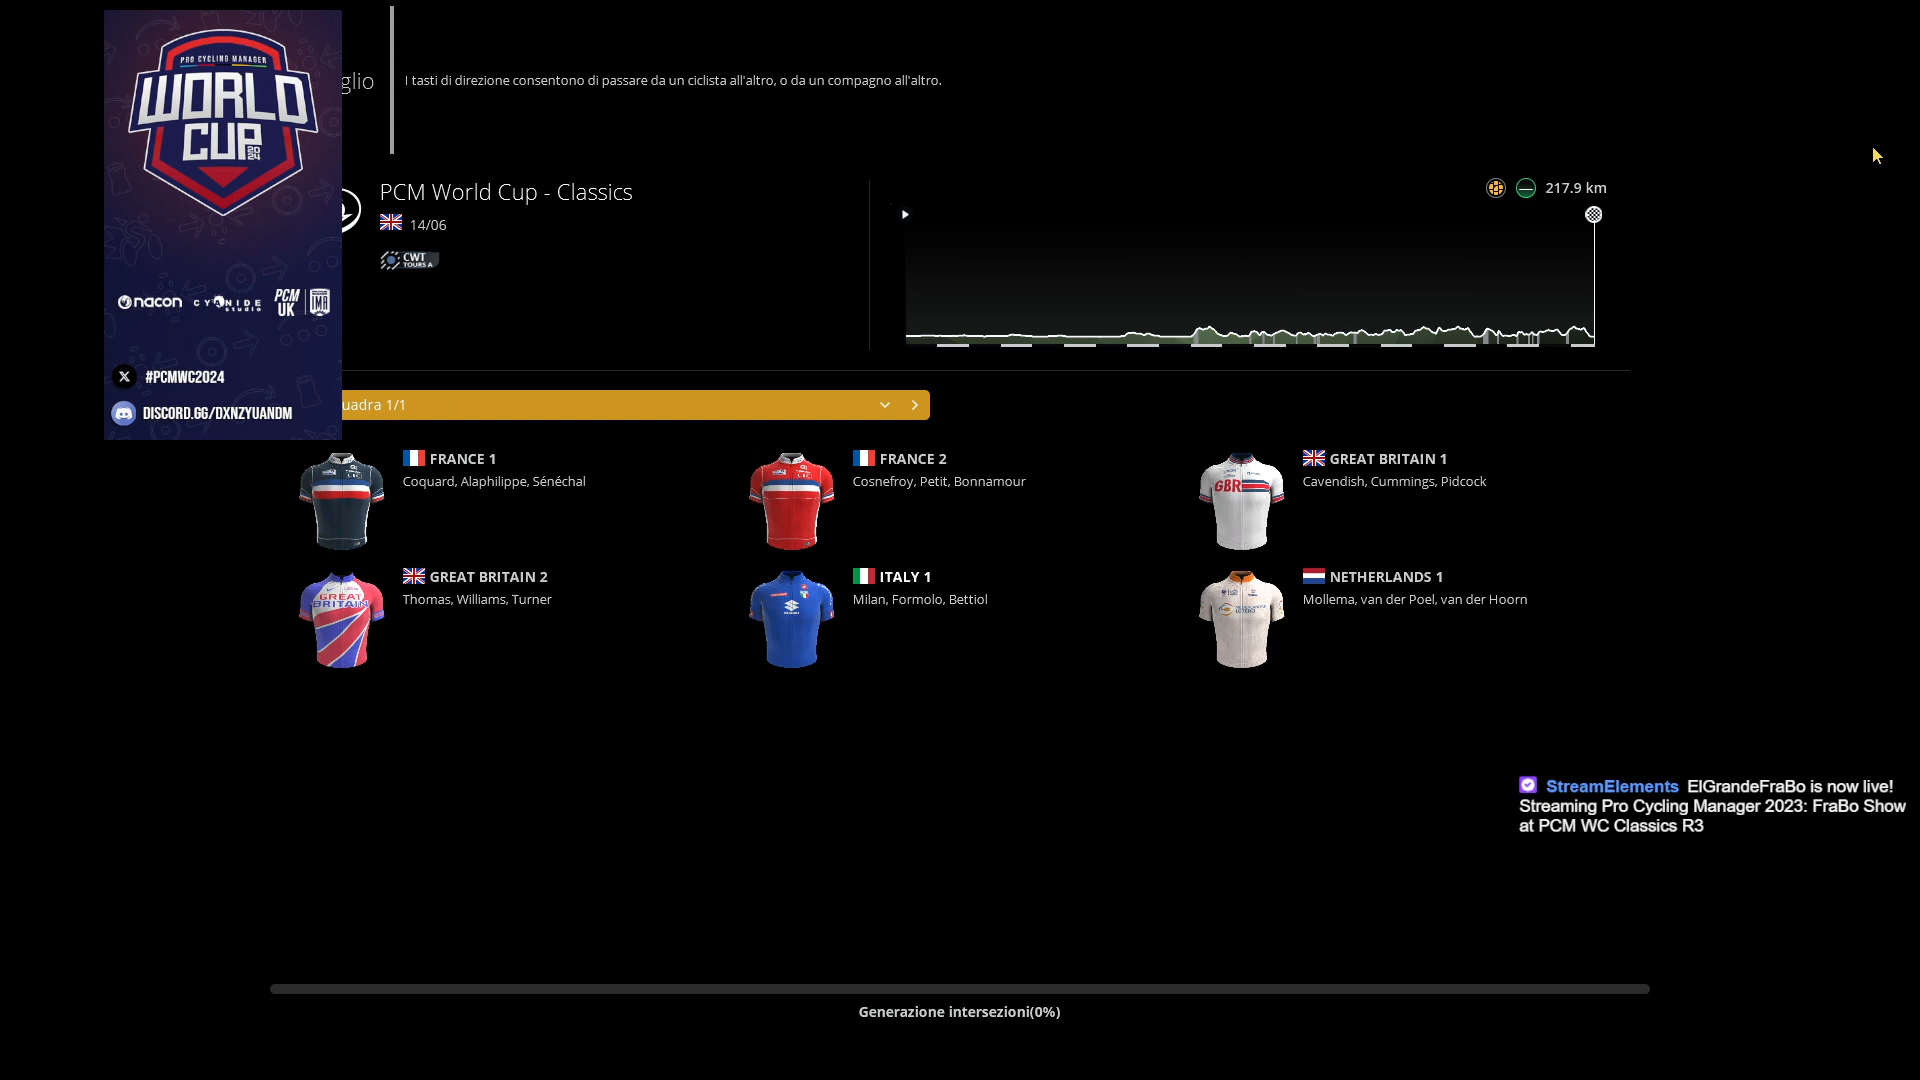 PRO CYCLING MANAGER
WORLD
CUP
2024
nacon
CYANIDE
studio
PCM
UK
#PCMWC2024
DISCORD.GG/DXNZYUANDM
glio
I tasti di direzione consentono di passare da un ciclista all'altro, o da un compagno all'altro.
PCM World Cup - Classics
14/06
CWT
TOURS A
217.9 km
uadra 1/1
FRANCE 1
Coquard, Alaphilippe, Sénéchal
FRANCE 2
Cosnefroy, Petit, Bonnamour
GREAT BRITAIN 1
Cavendish, Cummings, Pidcock
GBR
GREAT BRITAIN 2
Thomas, Williams, Turner
GREAT
BRITAIN
ITALY 1
Milan, Formolo, Bettiol
NETHERLANDS 1
Mollema, van der Poel, van der Hoorn
StreamElements ElGrandeFraBo is now live!
Streaming Pro Cycling Manager 2023: FraBo Show
at PCM WC Classics R3
Generazione intersezioni(0%)